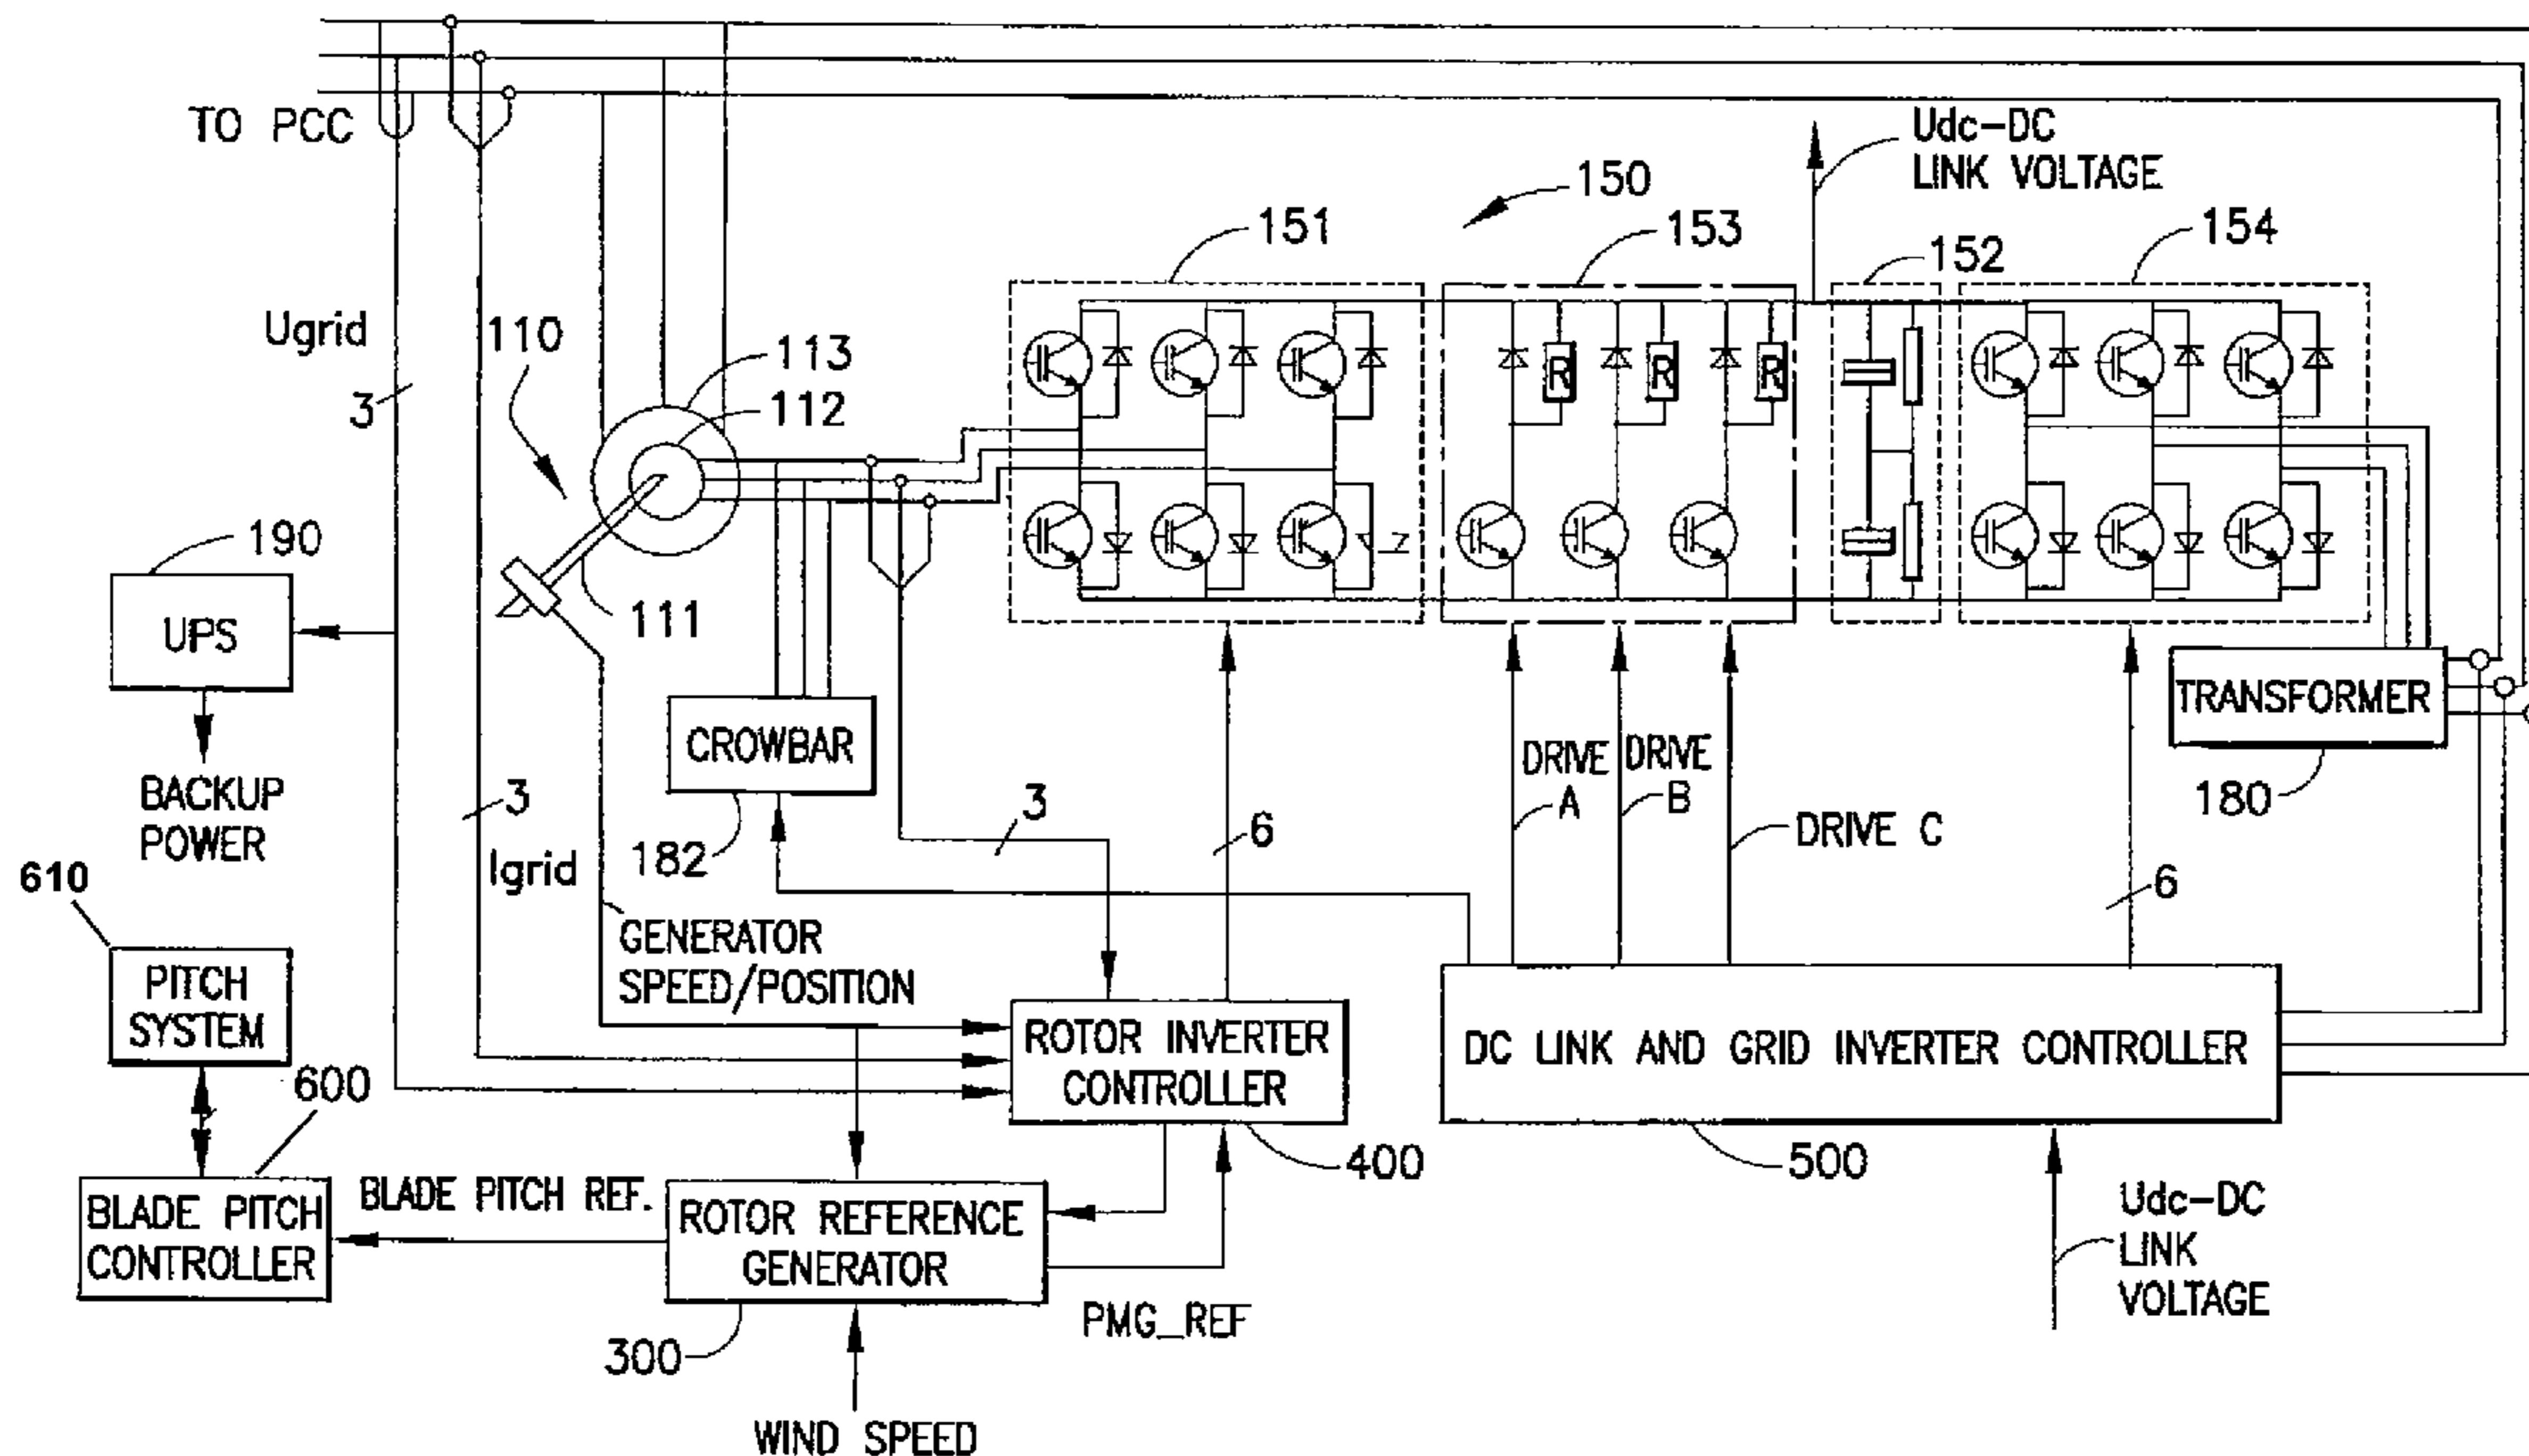 TO PCC
Udc-DC
LINK VOLTAGE
150
151
153
152
154
Ugrid
110
113
112
3
R
R
R
190
UPS
111
BACKUP
POWER
CROWBAR
182
3
Igrid
3
6
DRIVE
A
DRIVE
B
DRIVE C
TRANSFORMER
180
6
610
PITCH
SYSTEM
GENERATOR
SPEED/POSITION
ROTOR INVERTER
CONTROLLER
400
DC LINK AND GRID INVERTER CONTROLLER
500
600
BLADE PITCH
CONTROLLER
BLADE PITCH REF.
ROTOR REFERENCE
GENERATOR
300
PMG_REF
WIND SPEED
Udc-DC
LINK
VOLTAGE